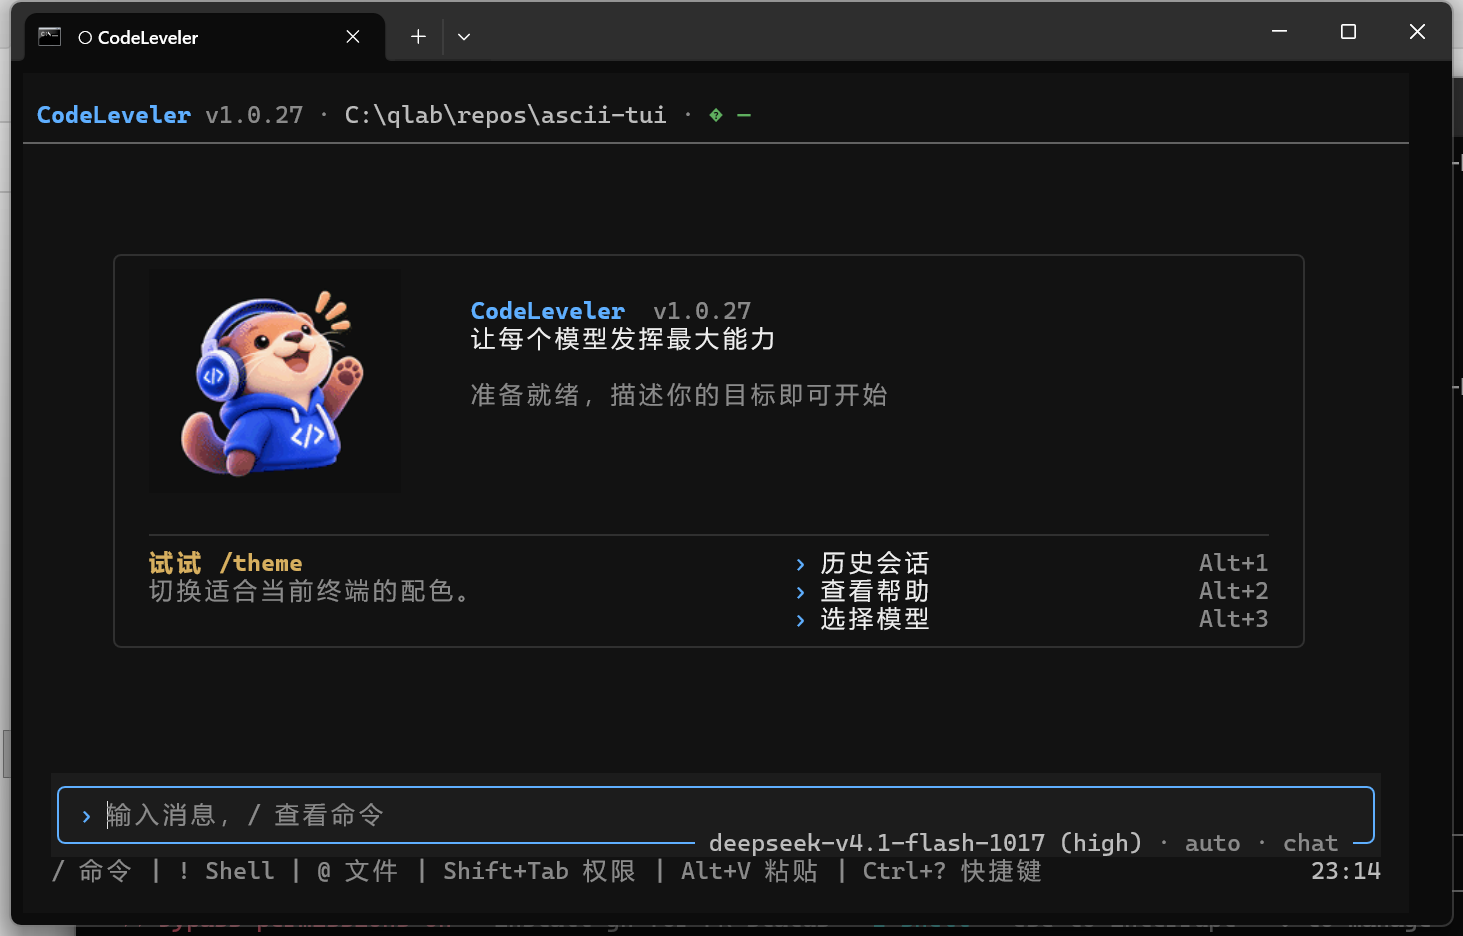 CodeLeveler
CodeLeveler v1.0.27 · C:\qlab\repos\ascii-tui · � —
</> </>
CodeLeveler v1.0.27
让每个模型发挥最大能力
准备就绪，描述你的目标即可开始
试试 /theme
切换适合当前终端的配色。
› 历史会话 Alt+1
› 查看帮助 Alt+2
› 选择模型 Alt+3
› 输入消息，/ 查看命令
deepseek-v4.1-flash-1017 (high) · auto · chat
/ 命令 | ! Shell | @ 文件 | Shift+Tab 权限 | Alt+V 粘贴 | Ctrl+? 快捷键 23:14